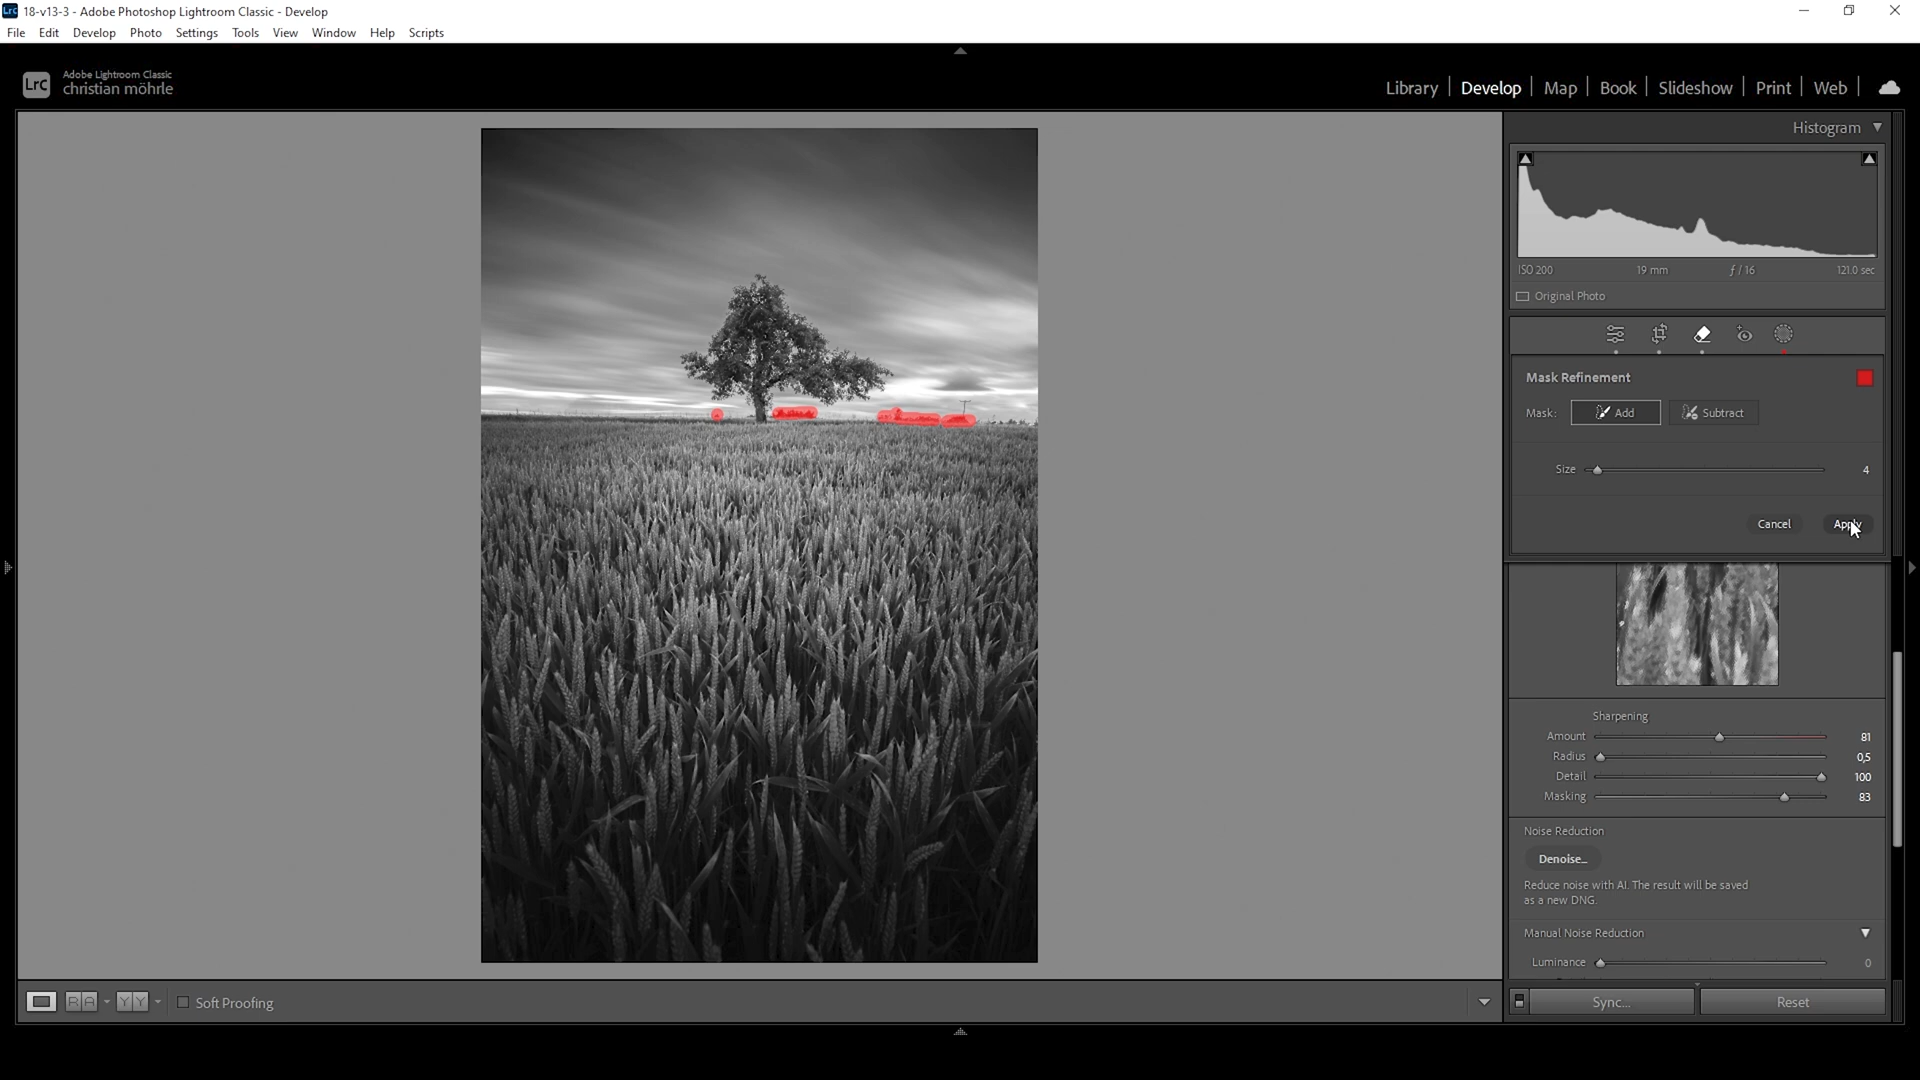 18-v13-3 - Adobe Photoshop Lightroom Classic - Develop
File Edit Develop Photo Settings Tools View Window Help Scripts
Lrc
Adobe Lightroom Classic
christian möhrle
Library Develop Map Book Slideshow Print Web
Histogram
ISO 200 19 mm ƒ / 16 121.0 sec
Original Photo
Mask Refinement
Mask: Add Subtract
Size 4
Cancel Apply
Sharpening
Amount 81
Radius 0,5
Detail 100
Masking 83
Noise Reduction
Denoise...
Reduce noise with AI. The result will be saved
as a new DNG.
Manual Noise Reduction
Luminance 0
R A Y Y Soft Proofing
Sync... Reset